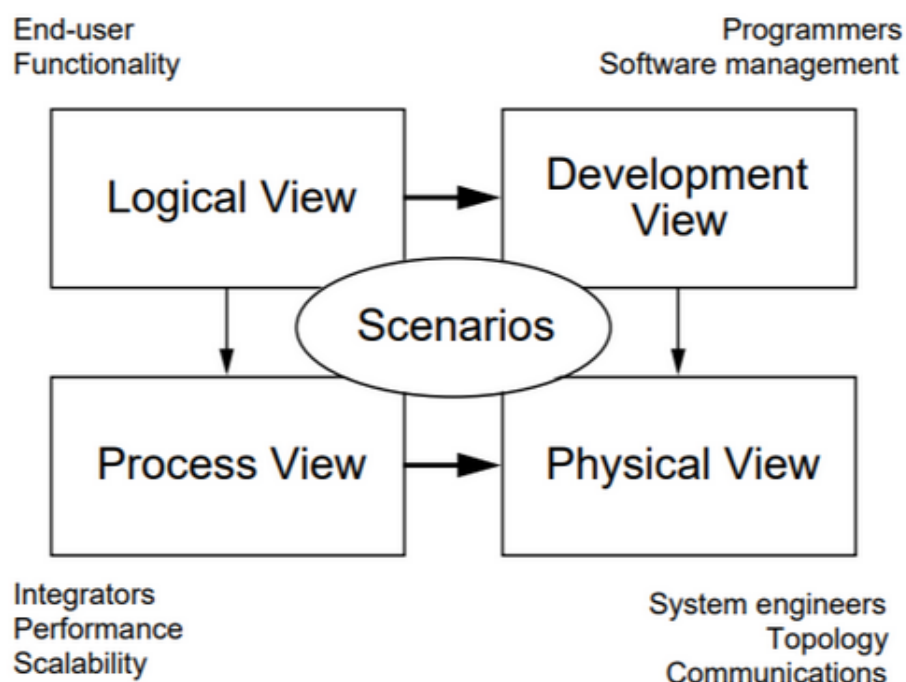 End-user
Functionality
Programmers
Software management
Logical View
Development
View
Scenarios
Process View
Physical View
Integrators
Performance
Scalability
System engineers
Topology
Communications